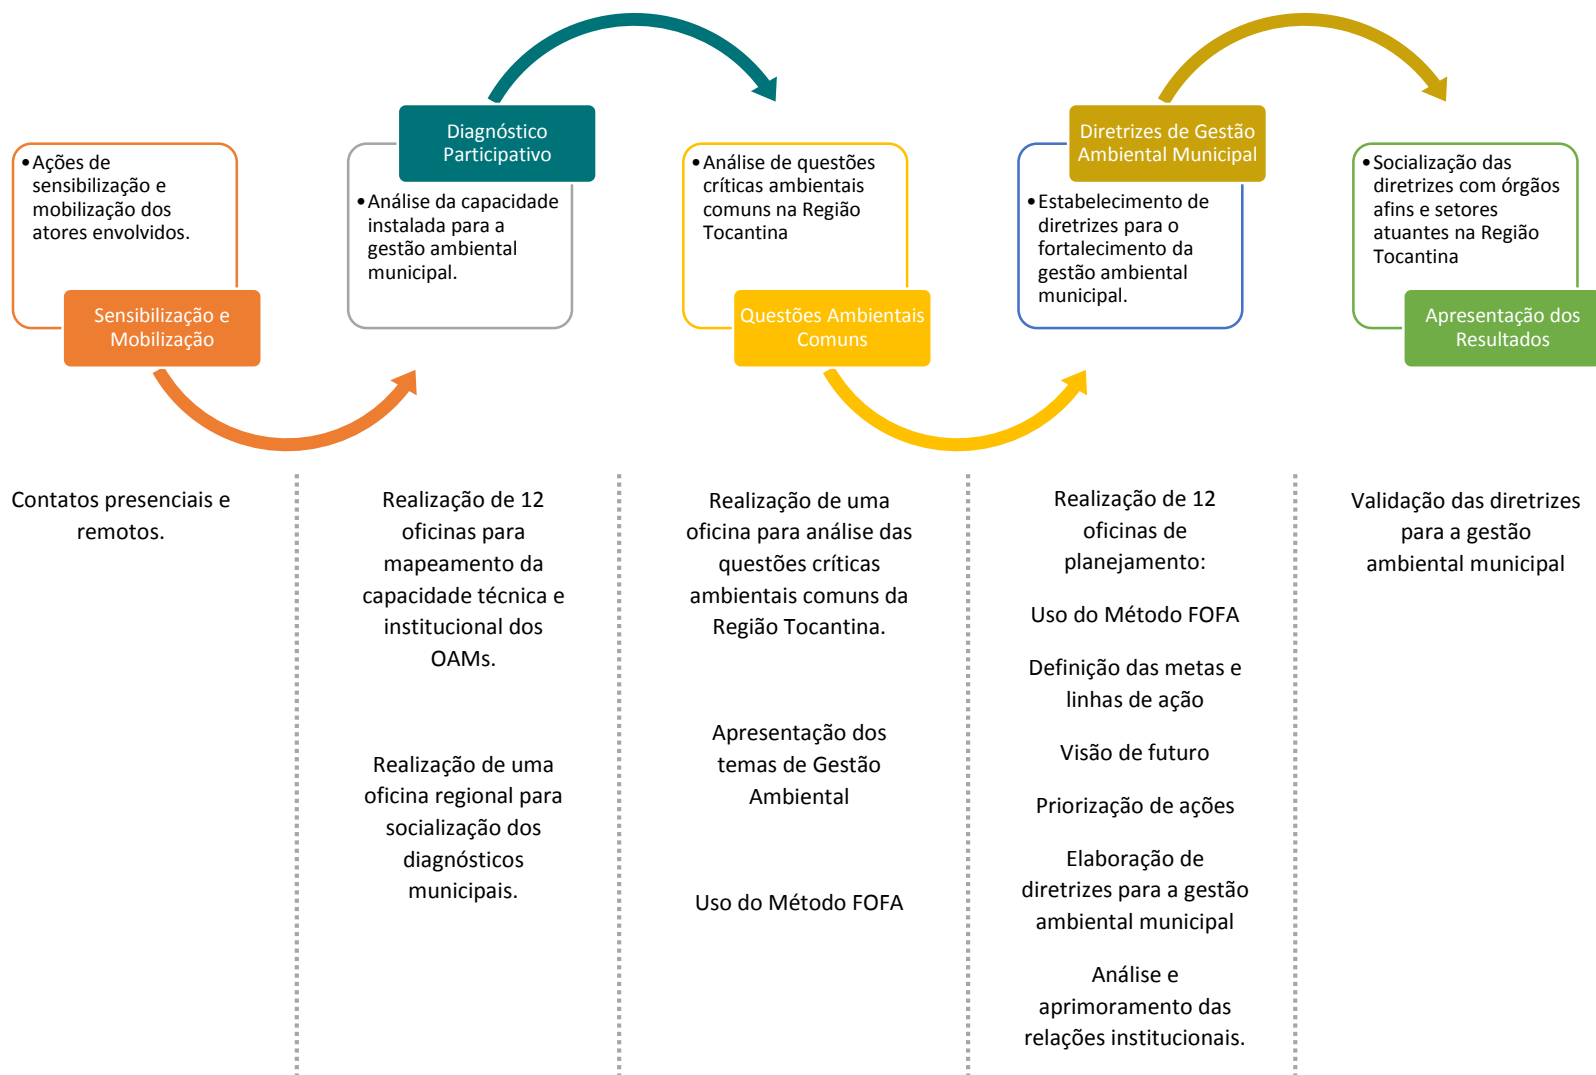 •Ações de
sensibilização e
mobilização dos
atores envolvidos.
Sensibilização e
Mobilização
Diagnóstico
Participativo
•Análise da capacidade
instalada para a
gestão ambiental
municipal.
•Análise de questões
críticas ambientais
comuns na Região
Tocantina
Questões Ambientais
Comuns
Diretrizes de Gestão
Ambiental Municipal
•Estabelecimento de
diretrizes para o
fortalecimento da
gestão ambiental
municipal.
•Socialização das
diretrizes com órgãos
afins e setores
atuantes na Região
Tocantina
Apresentação dos
Resultados
Contatos presenciais e
remotos.
Realização de 12
oficinas para
mapeamento da
capacidade técnica e
institucional dos
OAMs.
Realização de uma
oficina regional para
socialização dos
diagnósticos
municipais.
Realização de uma
oficina para análise das
questões críticas
ambientais comuns da
Região Tocantina.
Apresentação dos
temas de Gestão
Ambiental
Uso do Método FOFA
Realização de 12
oficinas de
planejamento:
Uso do Método FOFA
Definição das metas e
linhas de ação
Visão de futuro
Priorização de ações
Elaboração de
diretrizes para a gestão
ambiental municipal
Análise e
aprimoramento das
relações institucionais.
Validação das diretrizes
para a gestão
ambiental municipal